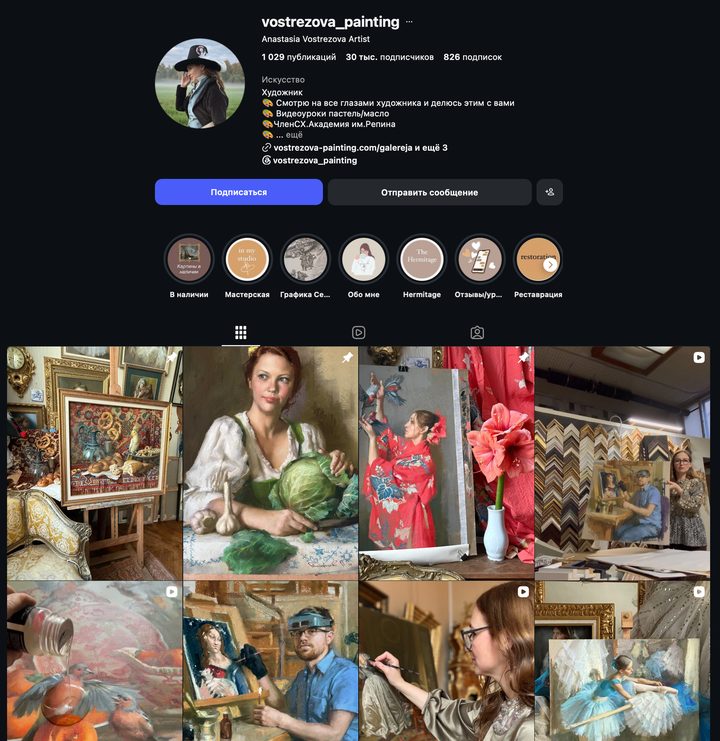 vostrezova_painting ...
Anastasia Vostrezova Artist
1 029 публикаций 30 тыс. подписчиков 826 подписок
Искусство
Художник
🎨 Смотрю на все глазами художника и делюсь этим с вами
🎨 Видеоуроки пастель/масло
🎨ЧленСХ.Академия им.Репина
🎨 ... ещё
vostrezova-painting.com/galereja и ещё 3
vostrezova_painting
Подписаться Отправить сообщение
Картины в наличии
in my studio
The Hermitage
restoration
В наличии Мастерская Графика Се... Обо мне Hermitage Отзывы/ур... Реставрация